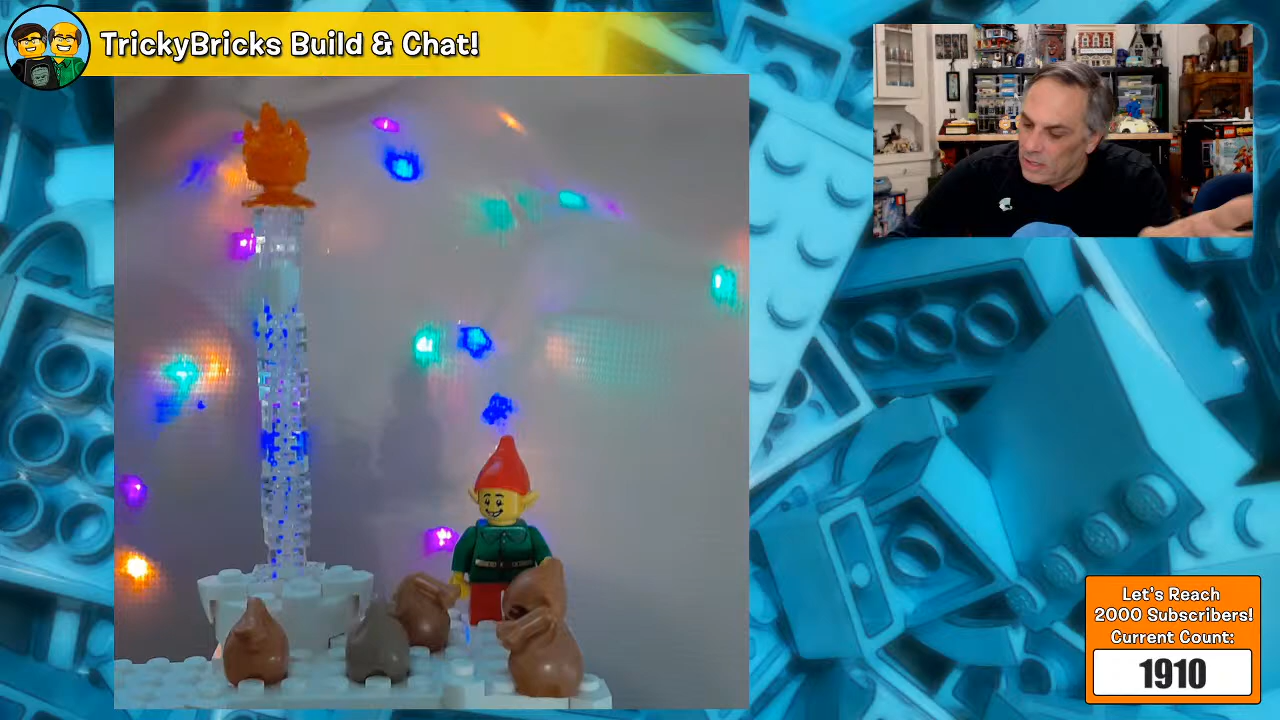 TrickyBricks Build & Chat!
Let's Reach
2000 Subscribers!
Current Count:
1910